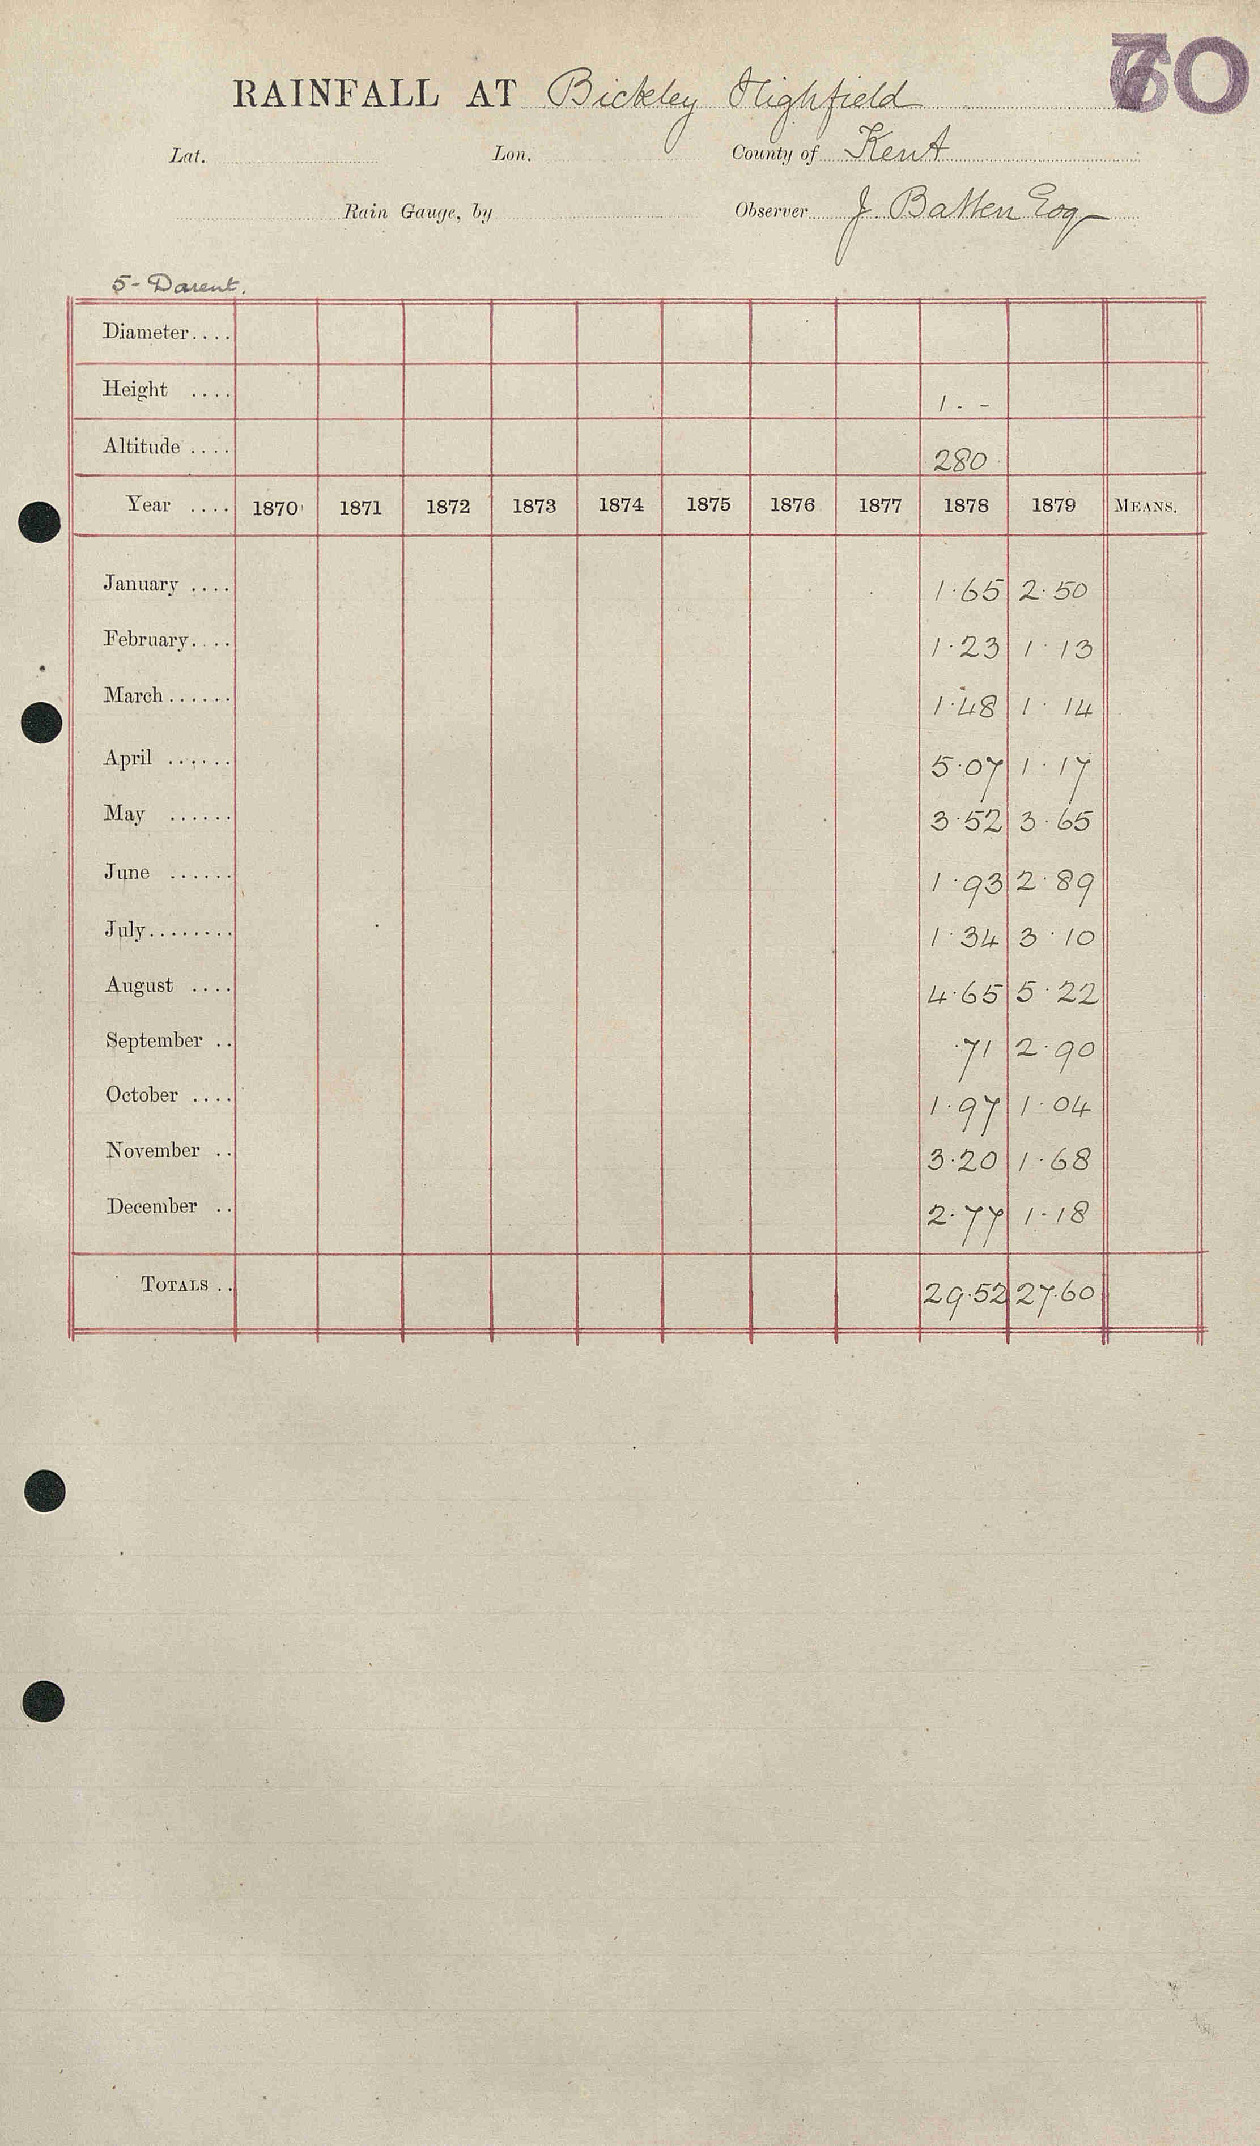 RAINFALL AT Bickley Highfield
Lat. Lon. County of Kent
Rain Gauge, by Observer J. Batten Esq
5 - Darent.
Diameter....
Height .... 1 . -
Altitude .... 280
Year .... 1870 1871 1872 1873 1874 1875 1876 1877 1878 1879 MEANS.
January .... 1.65 2.50
February.... 1.23 1.13
March...... 1.48 1.14
April ...... 5.07 1.17
May ...... 3.52 3.65
June ...... 1.93 2.89
July........ 1.34 3.10
August .... 4.65 5.22
September .. .71 2.90
October .... 1.97 1.04
November .. 3.20 1.68
December .. 2.77 1.18
TOTALS .. 29.52 27.60